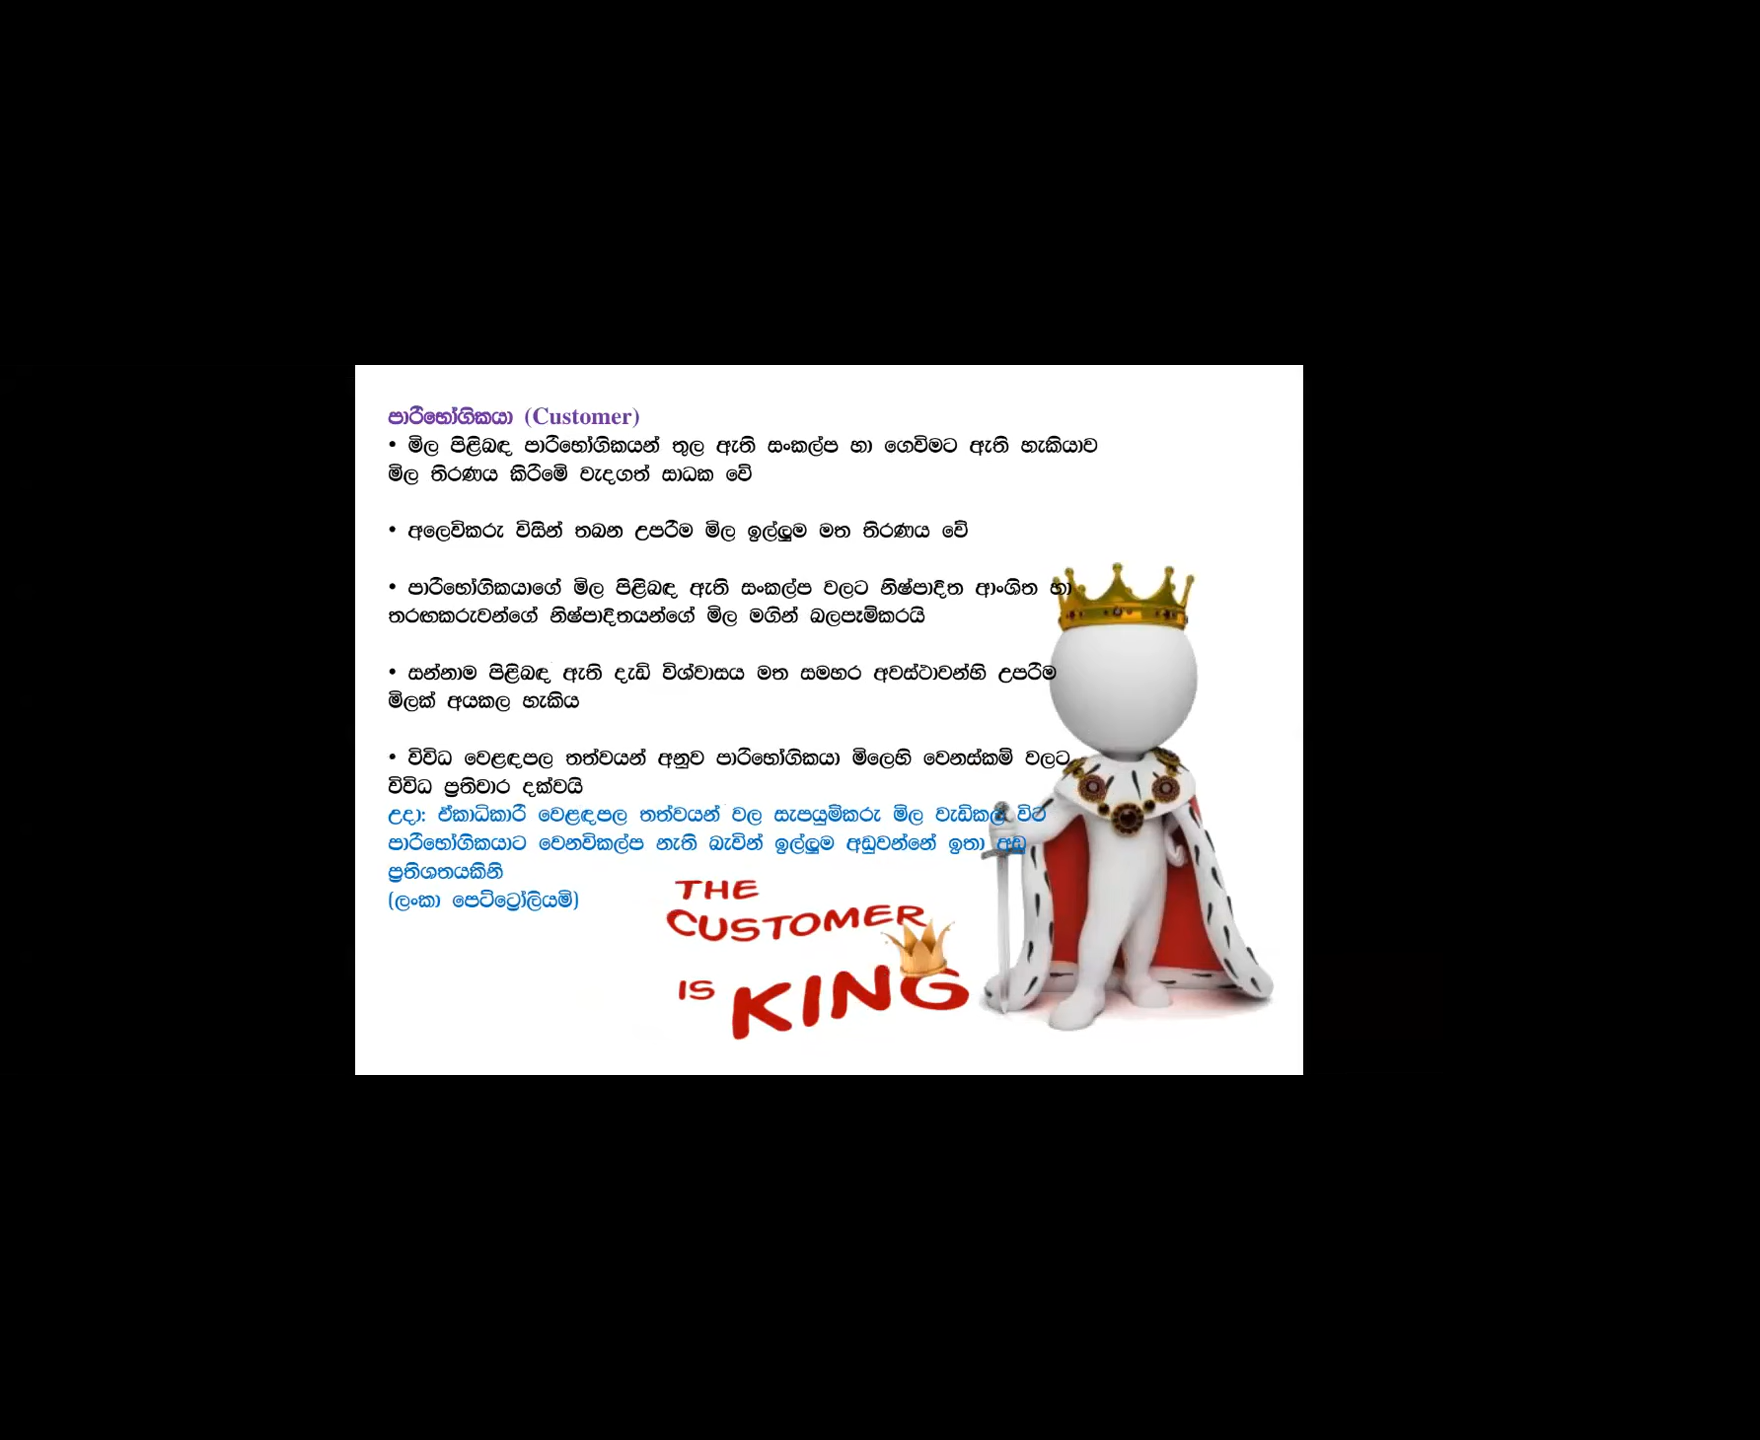 පාරිභෝගිකයා (Customer)
• මිල පිළිබඳ පාරිභෝගිකයන් තුල ඇති සංකල්ප හා ගෙවිමට ඇති හැකියාව
මිල තිරණය කිරීමේ වැදගත් සාධක වේ
• අලෙවිකරු විසින් තබන උපරිම මිල ඉල්ලුම මත තිරණය වේ
• පාරිභෝගිකයාගේ මිල පිළිබඳ ඇති සංකල්ප වලට නිෂ්පාදිත ආංශිත හා
තරඟකරුවන්ගේ නිෂ්පාදිතයන්ගේ මිල මගින් බලපෑම්කරයි
• සන්නාම පිළිබඳ ඇති දැඩි විශ්වාසය මත සමහර අවස්ථාවන්හි උපරිම
මිලක් අයකල හැකිය
• විවිධ වෙළඳපල තත්වයන් අනුව පාරිභෝගිකයා මිලෙහි වෙනස්කම් වලට
විවිධ ප්‍රතිචාර දක්වයි
උදා: ඒකාධිකාරී වෙළඳපල තත්වයන් වල සැපයුම්කරු මිල වැඩිකල විට
පාරිභෝගිකයාට වෙනවිකල්ප නැති බැවින් ඉල්ලුම අඩුවන්නේ ඉතා අඩු
ප්‍රතිශතයකිනි
(ලංකා පෙට්ට්‍රෝලියම්)
THE
CUSTOMER
IS KING